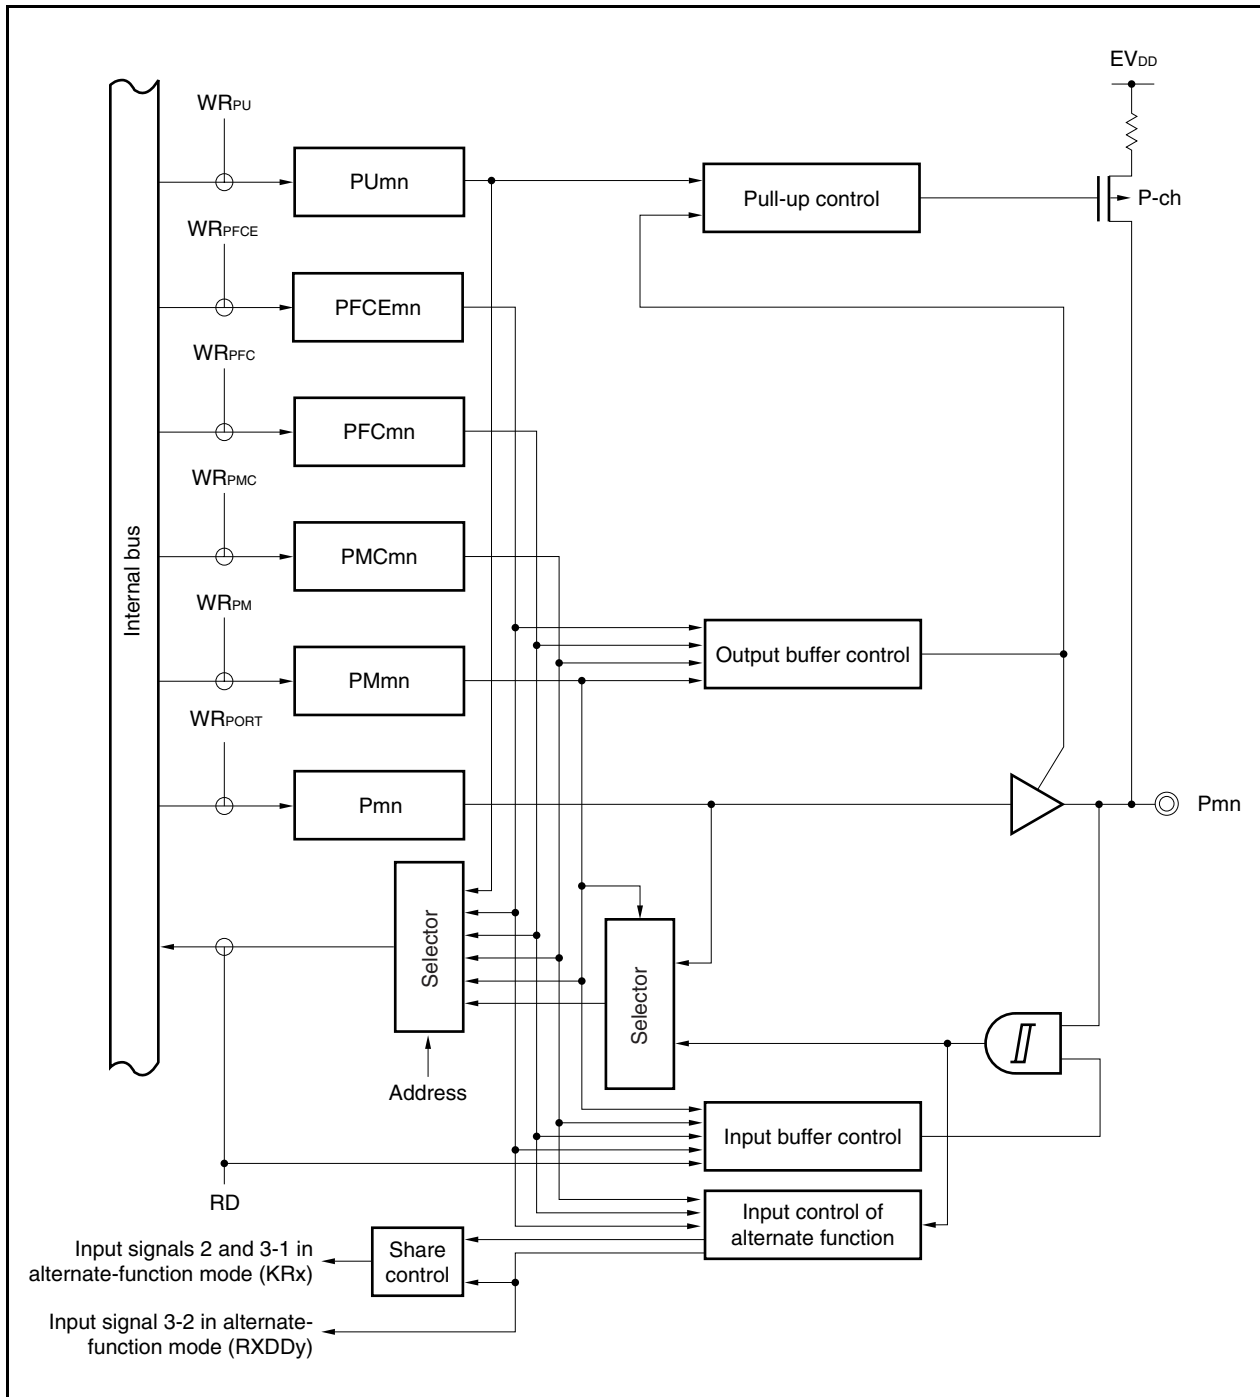 EVDD
WRPU
PUmn
Pull-up control
P-ch
WRPFCE
PFCEmn
WRPFC
PFCmn
WRPMC
PMCmn
Internal bus
WRPM
PMmn
Output buffer control
WRPORT
Pmn
Pmn
Selector
Selector
Address
Input buffer control
RD
Input control of
alternate function
Share
control
Input signals 2 and 3-1 in
alternate-function mode (KRx)
Input signal 3-2 in alternate-
function mode (RXDDy)